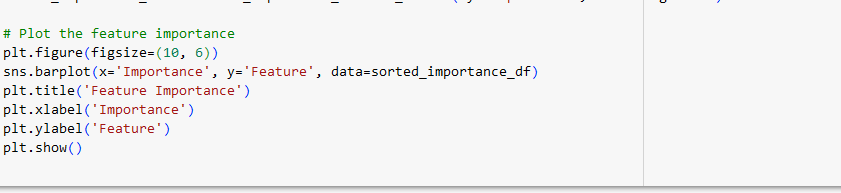 # Plot the feature importance
plt.figure(figsize=(10, 6))
sns.barplot(x='Importance', y='Feature', data=sorted_importance_df)
plt.title('Feature Importance')
plt.xlabel('Importance')
plt.ylabel('Feature')
plt.show()